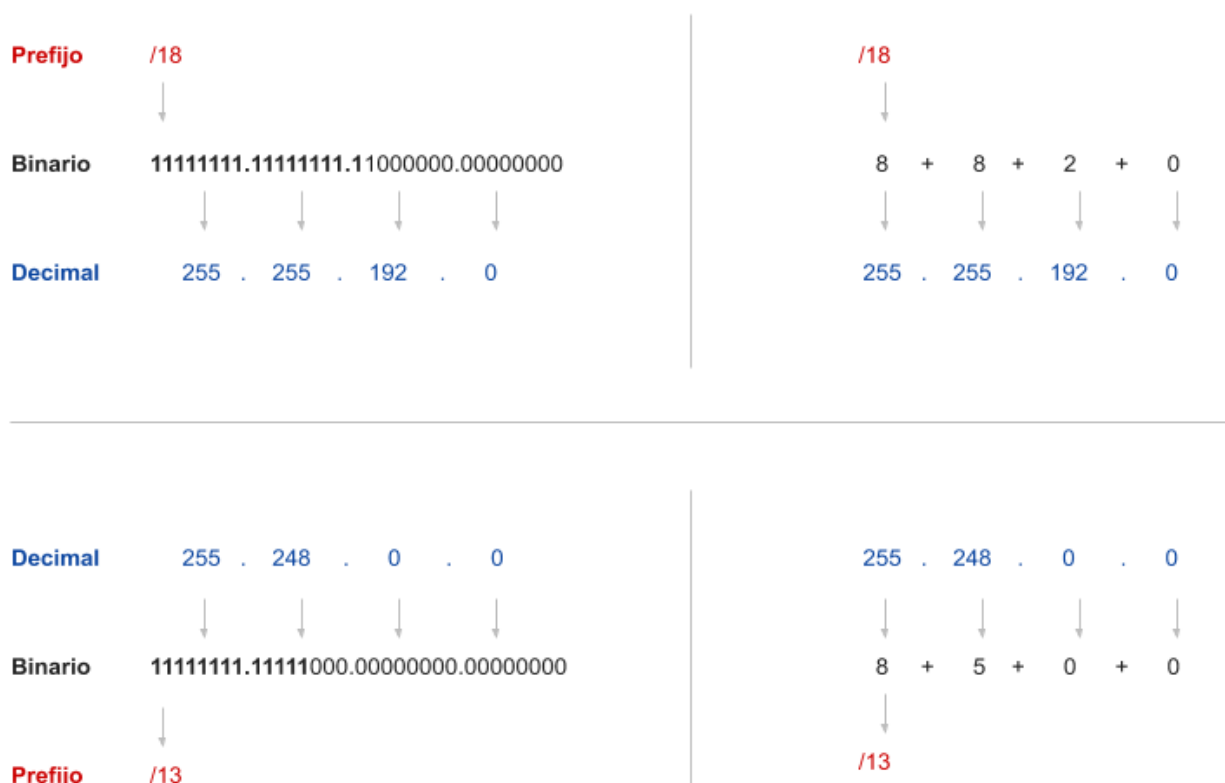 Prefijo /18
Binario 11111111.11111111.11000000.00000000
Decimal 255 . 255 . 192 . 0
/18
8 + 8 + 2 + 0
255 . 255 . 192 . 0
Decimal 255 . 248 . 0 . 0
Binario 11111111.11111000.00000000.00000000
Prefijo /13
255 . 248 . 0 . 0
8 + 5 + 0 + 0
/13